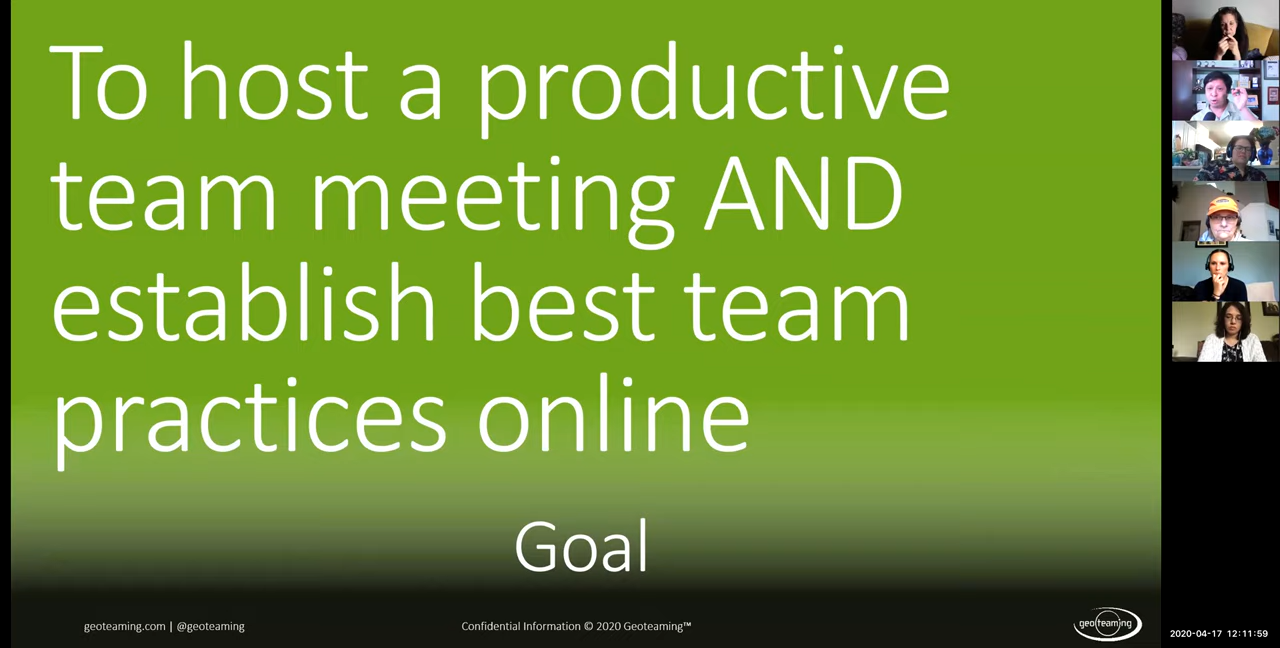 To host a productive
team meeting AND
establish best team
practices online
Goal
geoteaming.com | @geoteaming
Confidential Information © 2020 Geoteaming™
geoteaming
2020-04-17 12:11:59